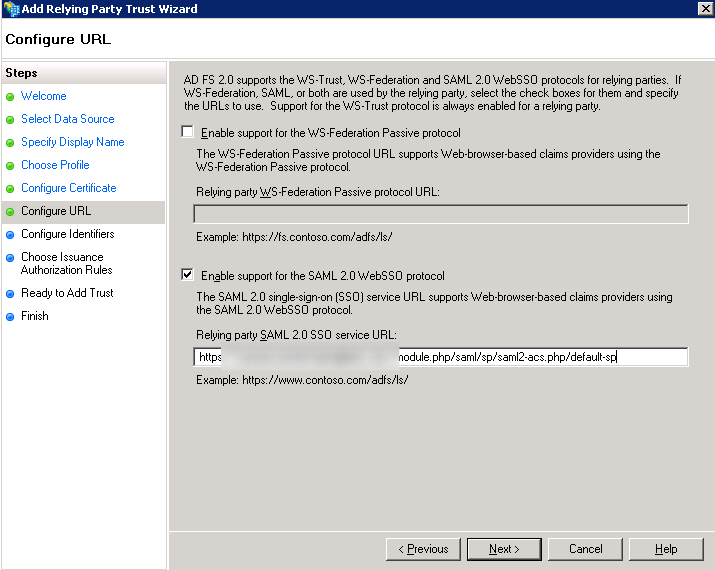 Add Relying Party Trust Wizard
Configure URL
Steps
Welcome
Select Data Source
Specify Display Name
Choose Profile
Configure Certificate
Configure URL
Configure Identifiers
Choose Issuance
Authorization Rules
Ready to Add Trust
Finish
AD FS 2.0 supports the WS-Trust, WS-Federation and SAML 2.0 WebSSO protocols for relying parties. If
WS-Federation, SAML, or both are used by the relying party, select the check boxes for them and specify
the URLs to use. Support for the WS-Trust protocol is always enabled for a relying party.
Enable support for the WS-Federation Passive protocol
The WS-Federation Passive protocol URL supports Web-browser-based claims providers using the
WS-Federation Passive protocol.
Relying party WS-Federation Passive protocol URL:
Example: https://fs.contoso.com/adfs/ls/
Enable support for the SAML 2.0 WebSSO protocol
The SAML 2.0 single-sign-on (SSO) service URL supports Web-browser-based claims providers using
the SAML 2.0 WebSSO protocol.
Relying party SAML 2.0 SSO service URL:
https module.php/saml/sp/saml2-acs.php/default-sp
Example: https://www.contoso.com/adfs/ls/
< Previous Next > Cancel Help